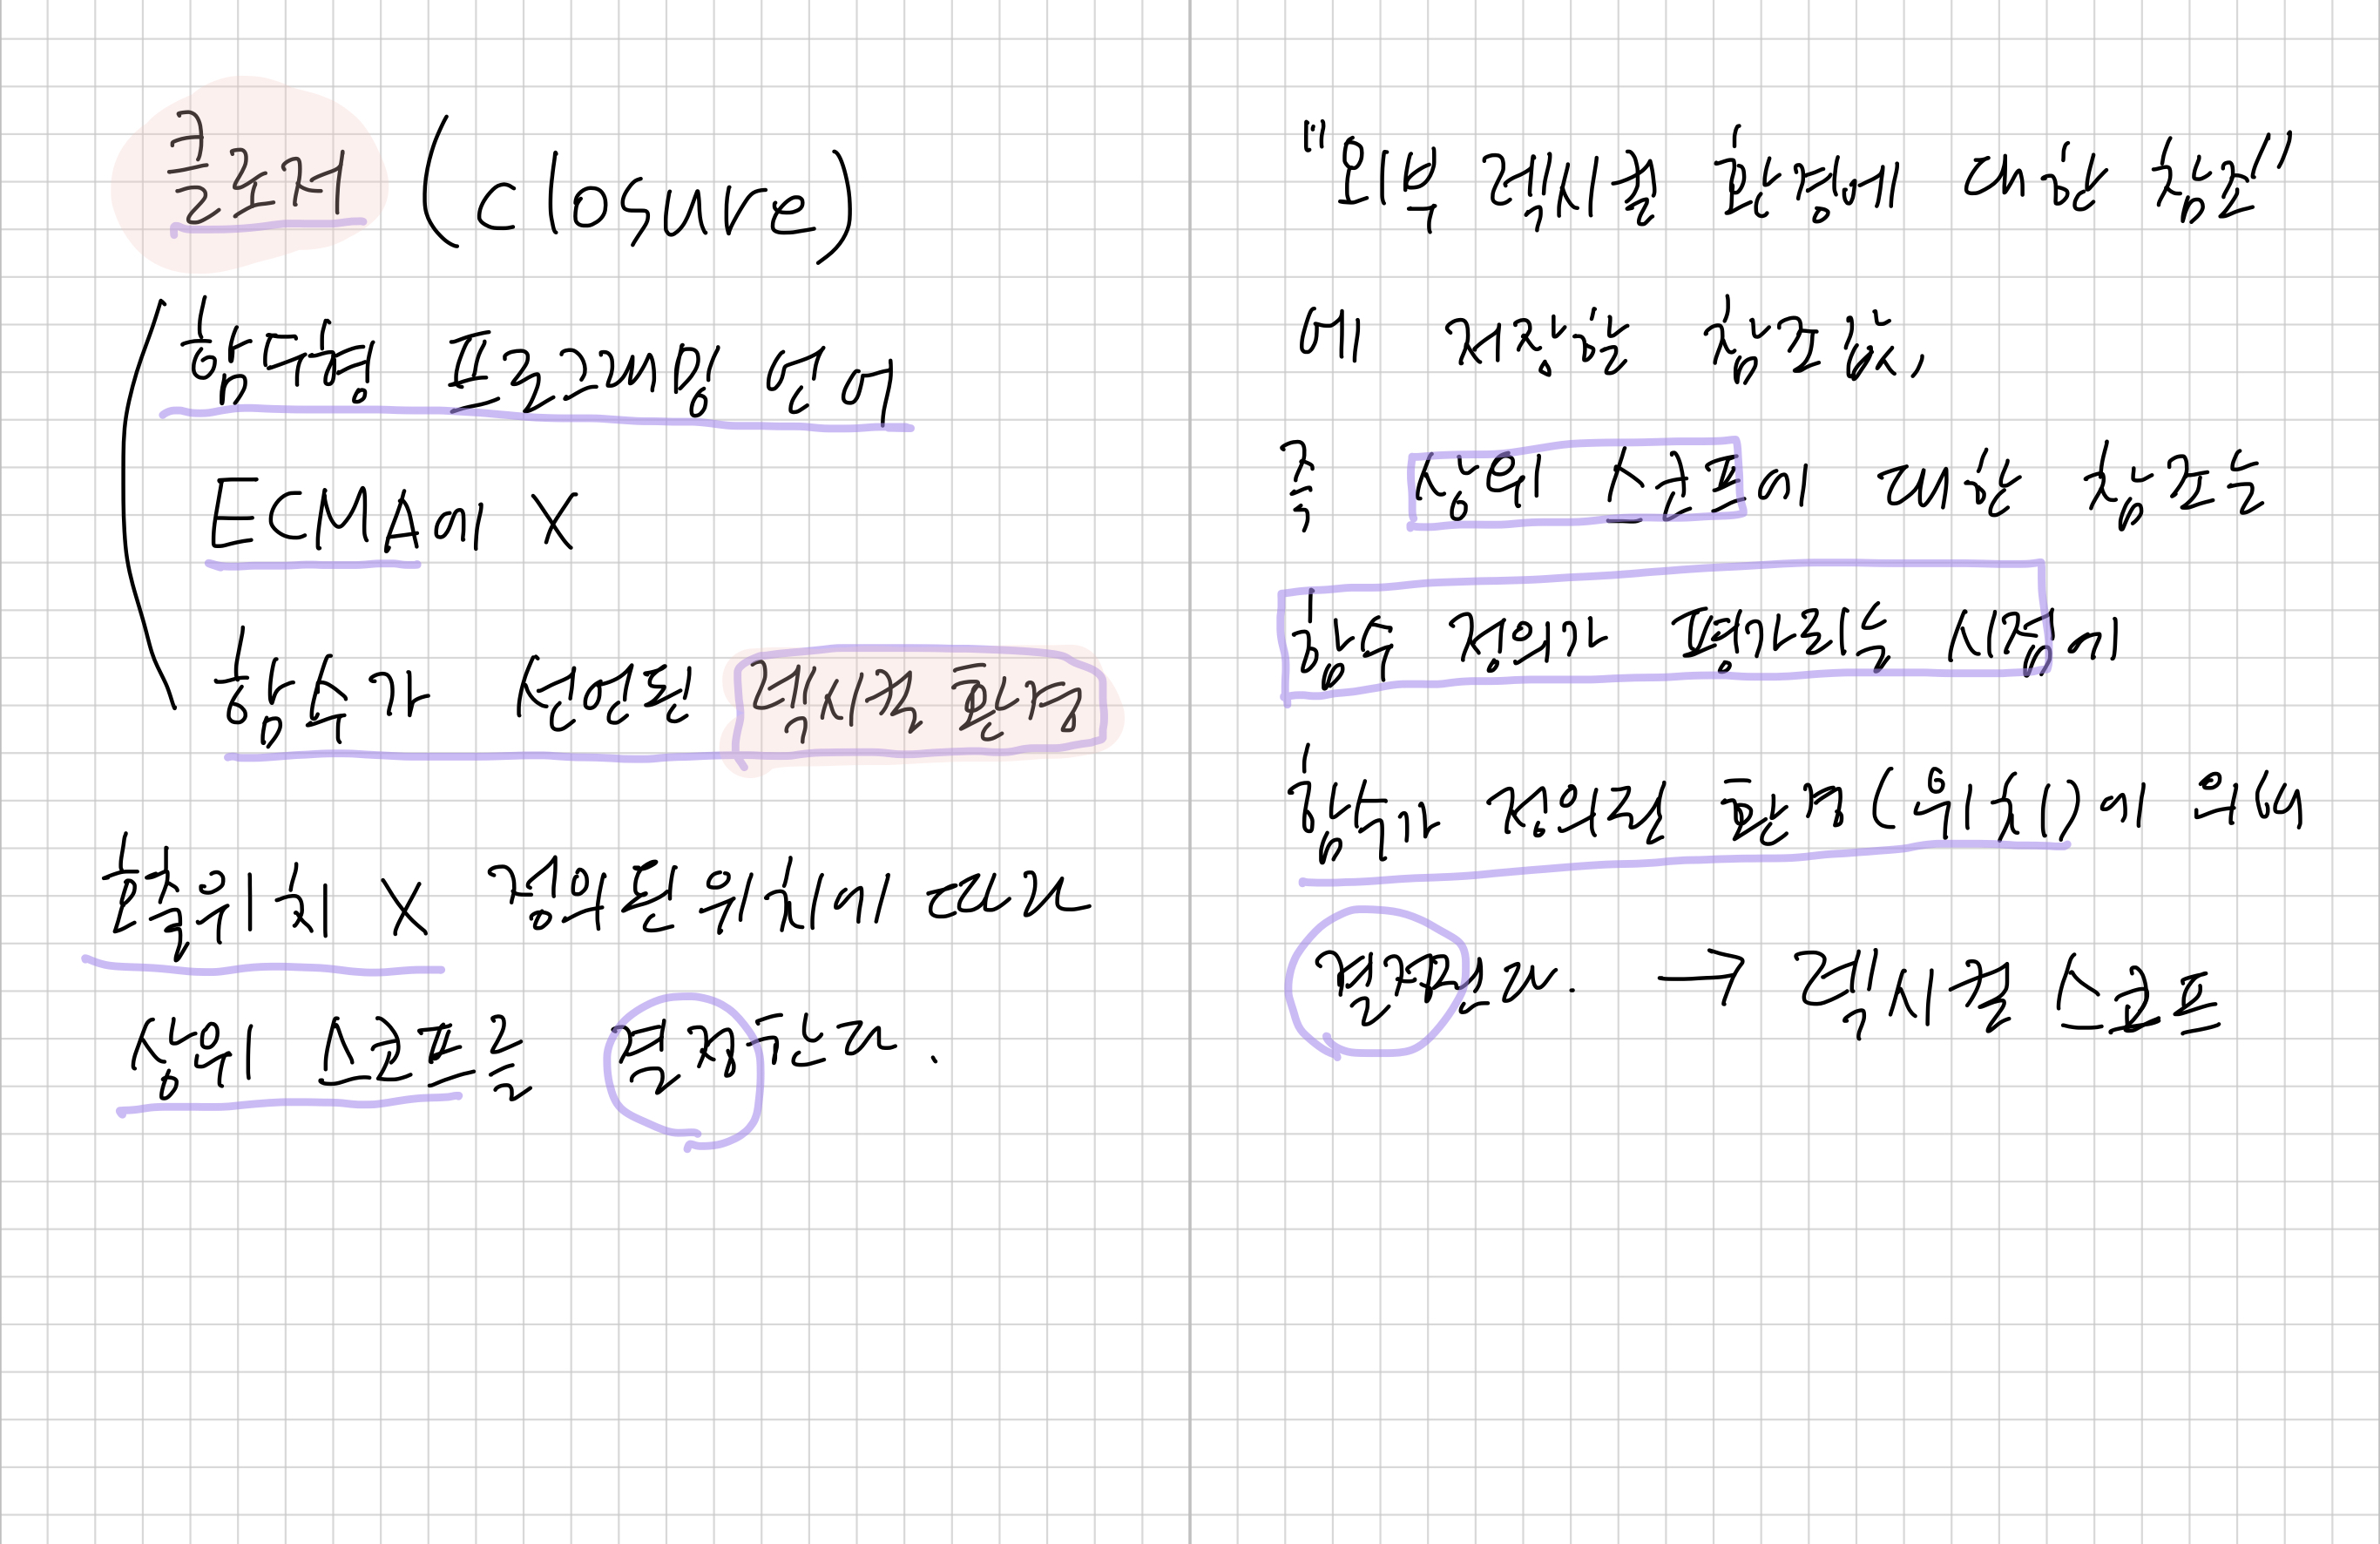 클로저 (closure)
함수형 프로그래밍 언어
ECMA에 X
함수가 선언된 렉시컬 환경
호출위치 X 정의된 위치에 따라
상위 스코프를 결정한다.
"외부 렉시컬 환경에 대한 참조"
에 저장할 참조값,
즉 상위 스코프에 대한 참조는
함수 정의가 평가되는 시점에
함수가 정의된 환경(위치)에 의해
결정된다. → 렉시컬 스코프